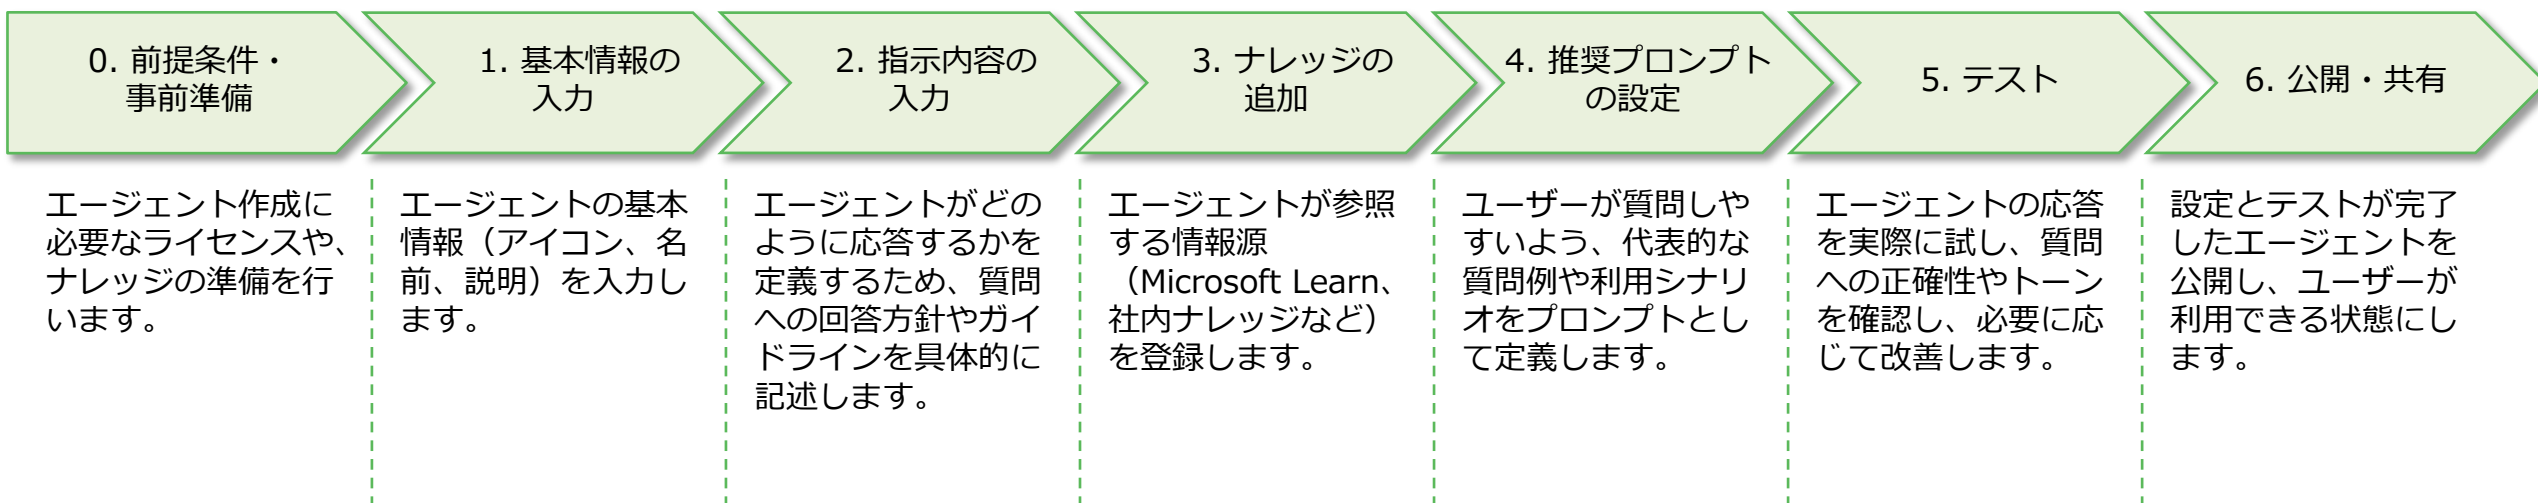 0. 前提条件・
事前準備
1. 基本情報の
入力
2. 指示内容の
入力
3. ナレッジの
追加
4. 推奨プロンプト
の設定
5. テスト
6. 公開・共有
エージェント作成に
必要なライセンスや、
ナレッジの準備を行
います。
エージェントの基本
情報（アイコン、名
前、説明）を入力し
ます。
エージェントがどの
ように応答するかを
定義するため、質問
への回答方針やガイ
ドラインを具体的に
記述します。
エージェントが参照
する情報源
（Microsoft Learn、
社内ナレッジなど）
を登録します。
ユーザーが質問しや
すいよう、代表的な
質問例や利用シナリ
オをプロンプトとし
て定義します。
エージェントの応答
を実際に試し、質問
への正確性やトーン
を確認し、必要に応
じて改善します。
設定とテストが完了
したエージェントを
公開し、ユーザーが
利用できる状態にし
ます。